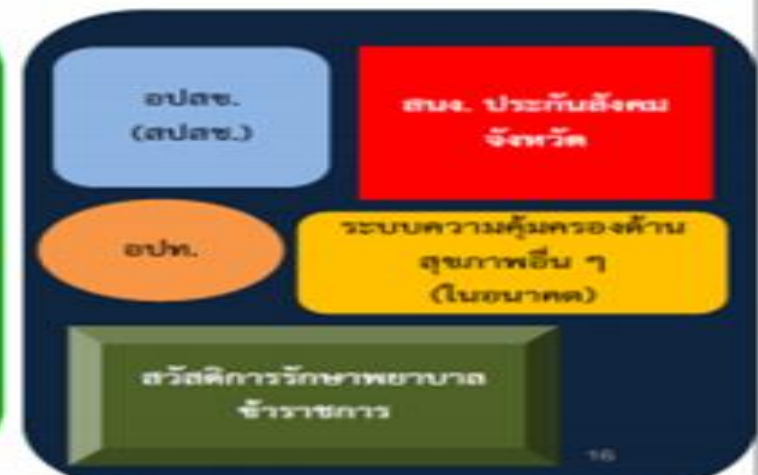 อปสช.
(สปสช.)
สนง. ประกันสังคม
จังหวัด
อปท.
ระบบความคุ้มครองด้าน
สุขภาพอื่น ๆ
(ในอนาคต)
สวัสดิการรักษาพยาบาล
ข้าราชการ
16